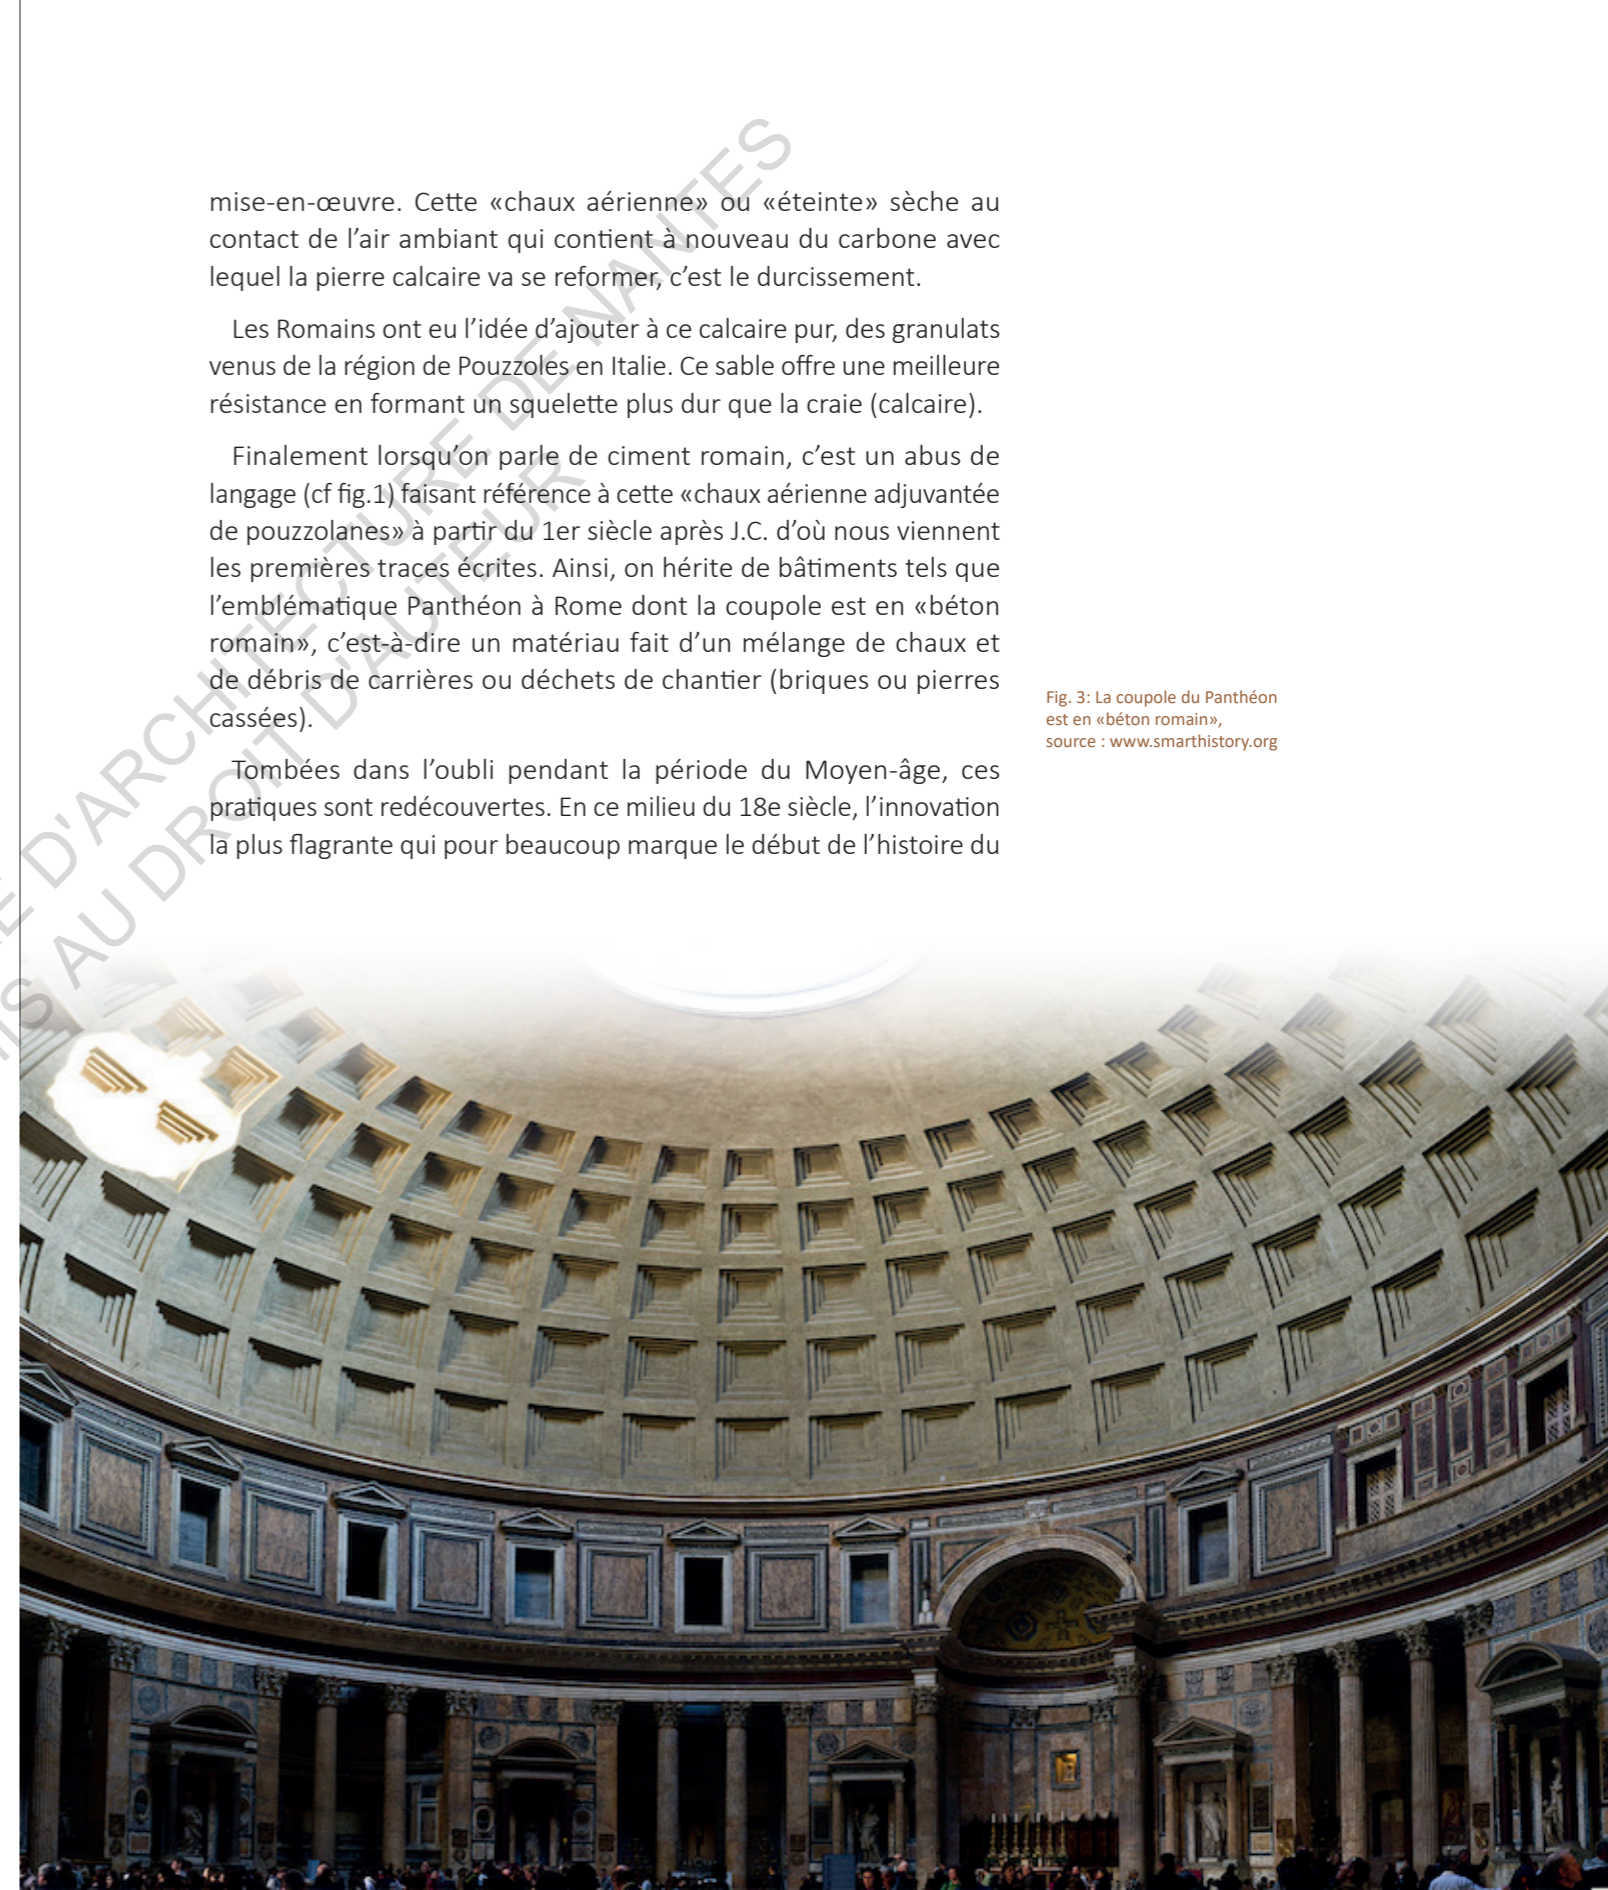 mise-en-œuvre. Cette «chaux aérienne» ou «éteinte» sèche au
contact de l’air ambiant qui contient à nouveau du carbone avec
lequel la pierre calcaire va se reformer, c’est le durcissement.
Les Romains ont eu l’idée d’ajouter à ce calcaire pur, des granulats
venus de la région de Pouzzoles en Italie. Ce sable offre une meilleure
résistance en formant un squelette plus dur que la craie (calcaire).
Finalement lorsqu’on parle de ciment romain, c’est un abus de
langage (cf fig.1) faisant référence à cette «chaux aérienne adjuvantée
de pouzzolanes» à partir du 1er siècle après J.C. d’où nous viennent
les premières traces écrites. Ainsi, on hérite de bâtiments tels que
l’emblématique Panthéon à Rome dont la coupole est en «béton
romain», c’est-à-dire un matériau fait d’un mélange de chaux et
de débris de carrières ou déchets de chantier (briques ou pierres
cassées).
Tombées dans l’oubli pendant la période du Moyen-âge, ces
pratiques sont redécouvertes. En ce milieu du 18e siècle, l’innovation
la plus flagrante qui pour beaucoup marque le début de l’histoire du
Fig. 3: La coupole du Panthéon
est en «béton romain»,
source : www.smarthistory.org
D'ARCHITECTURE DE NANTES
AU DROIT D'AUTEUR